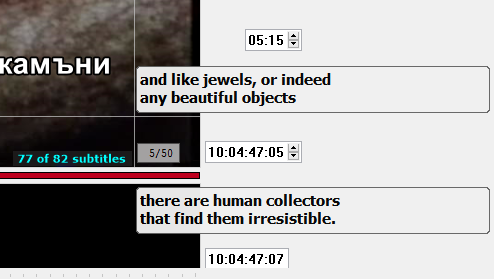 05:15
камъни
and like jewels, or indeed
any beautiful objects
77 of 82 subtitles
5/50
10:04:47:05
there are human collectors
that find them irresistible.
10:04:47:07